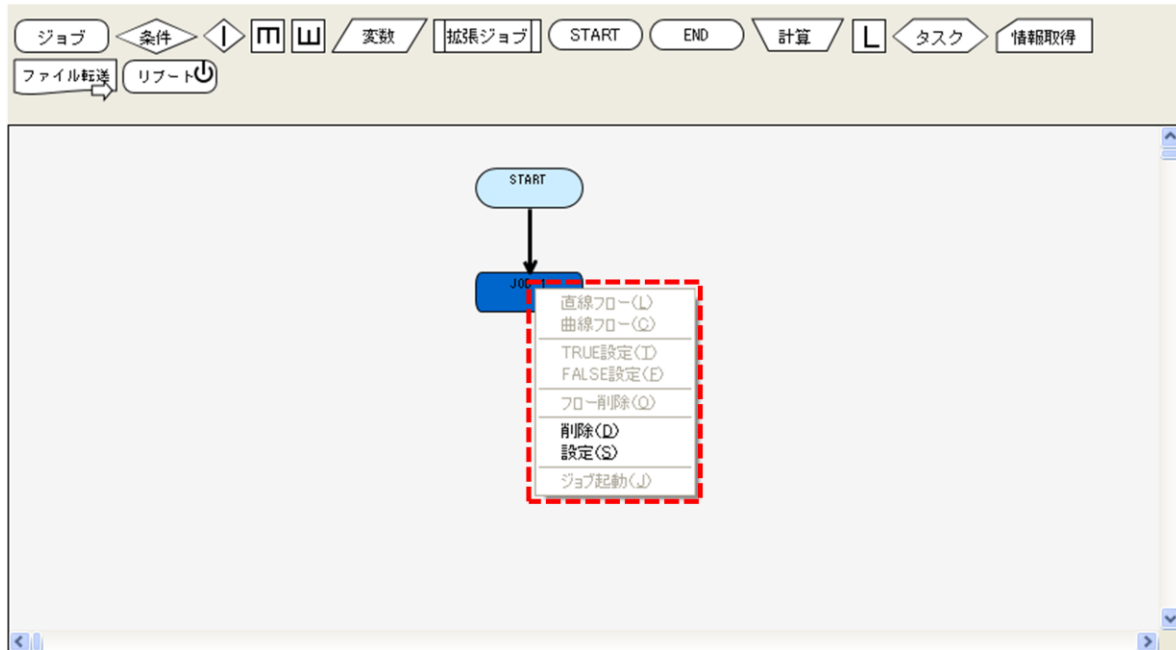 ジョブ 条件 I m ш 変数 拡張ジョブ START END 計算 L タスク 情報取得
ファイル転送 リブート
START
直線フロー(L)
曲線フロー(C)
TRUE設定(T)
FALSE設定(F)
フロー削除(O)
削除(D)
設定(S)
ジョブ起動(J)